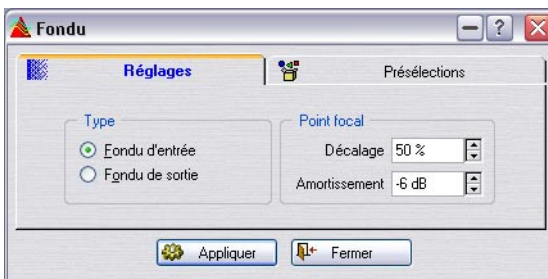 Fondu
Réglages
Présélections
Type
Fondu d'entrée
Fondu de sortie
Point focal
Décalage 50 %
Amortissement -6 dB
Appliquer
Fermer